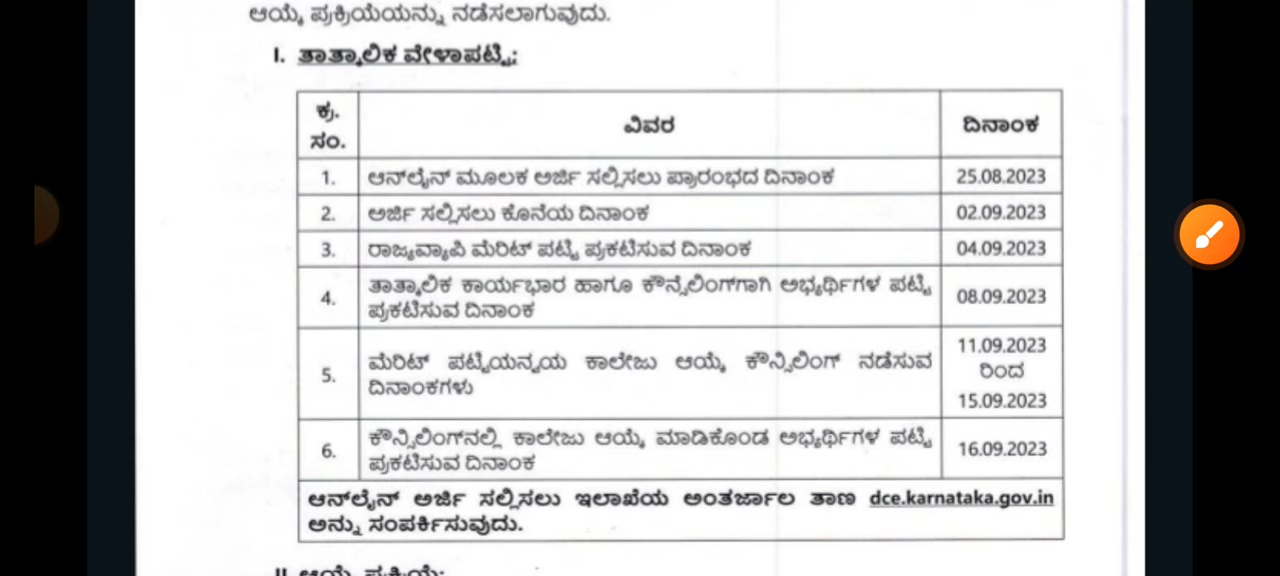 ಆಯ್ಕೆ ಪ್ರಕ್ರಿಯೆಯನ್ನು ನಡೆಸಲಾಗುವುದು.
I. ತಾತ್ಕಾಲಿಕ ವೇಳಾಪಟ್ಟಿ:
ಕ್ರ.
ಸಂ.
ವಿವರ
ದಿನಾಂಕ
1. ಆನ್‌ಲೈನ್ ಮೂಲಕ ಅರ್ಜಿ ಸಲ್ಲಿಸಲು ಪ್ರಾರಂಭದ ದಿನಾಂಕ 25.08.2023
2. ಅರ್ಜಿ ಸಲ್ಲಿಸಲು ಕೊನೆಯ ದಿನಾಂಕ 02.09.2023
3. ರಾಜ್ಯವ್ಯಾಪಿ ಮೆರಿಟ್ ಪಟ್ಟಿ ಪ್ರಕಟಿಸುವ ದಿನಾಂಕ 04.09.2023
4. ತಾತ್ಕಾಲಿಕ ಕಾರ್ಯಭಾರ ಹಾಗೂ ಕೌನ್ಸೆಲಿಂಗ್‌ಗಾಗಿ ಅಭ್ಯರ್ಥಿಗಳ ಪಟ್ಟಿ
ಪ್ರಕಟಿಸುವ ದಿನಾಂಕ
08.09.2023
5. ಮೆರಿಟ್ ಪಟ್ಟಿಯನ್ವಯ ಕಾಲೇಜು ಆಯ್ಕೆ ಕೌನ್ಸಿಲಿಂಗ್ ನಡೆಸುವ
ದಿನಾಂಕಗಳು
11.09.2023
ರಿಂದ
15.09.2023
6. ಕೌನ್ಸಿಲಿಂಗ್‌ನಲ್ಲಿ ಕಾಲೇಜು ಆಯ್ಕೆ ಮಾಡಿಕೊಂಡ ಅಭ್ಯರ್ಥಿಗಳ ಪಟ್ಟಿ
ಪ್ರಕಟಿಸುವ ದಿನಾಂಕ
16.09.2023
ಆನ್‌ಲೈನ್ ಅರ್ಜಿ ಸಲ್ಲಿಸಲು ಇಲಾಖೆಯ ಅಂತರ್ಜಾಲ ತಾಣ dce.karnataka.gov.in
ಅನ್ನು ಸಂಪರ್ಕಿಸುವುದು.
II. ಆಯ್ಕೆ ಪ್ರಕ್ರಿಯೆ: